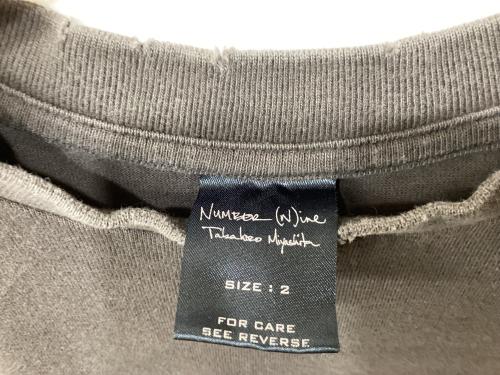 NUMBER (N)INE
Takahiro Miyashita
SIZE : 2
FOR CARE
SEE REVERSE